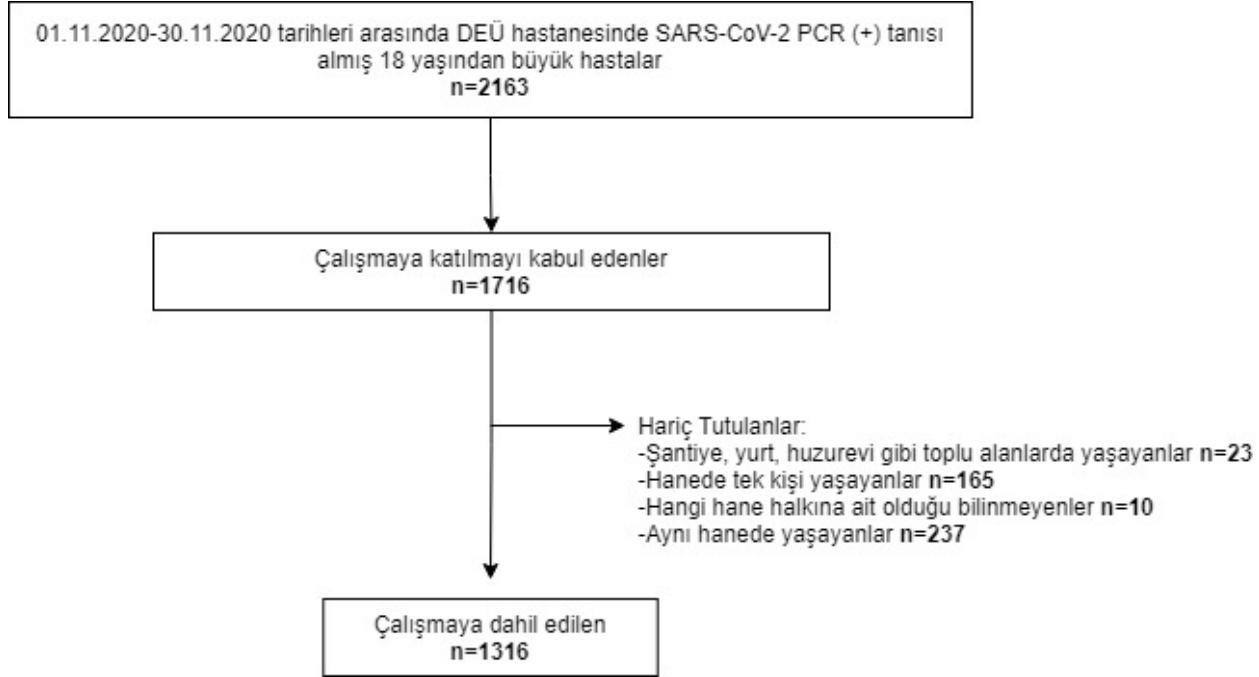 01.11.2020-30.11.2020 tarihleri arasında DEÜ hastanesinde SARS-CoV-2 PCR (+) tanısı
almış 18 yaşından büyük hastalar
n=2163
Çalışmaya katılmayı kabul edenler
n=1716
Hariç Tutulanlar:
-Şantiye, yurt, huzurevi gibi toplu alanlarda yaşayanlar n=23
-Hanede tek kişi yaşayanlar n=165
-Hangi hane halkına ait olduğu bilinmeyenler n=10
-Aynı hanede yaşayanlar n=237
Çalışmaya dahil edilen
n=1316